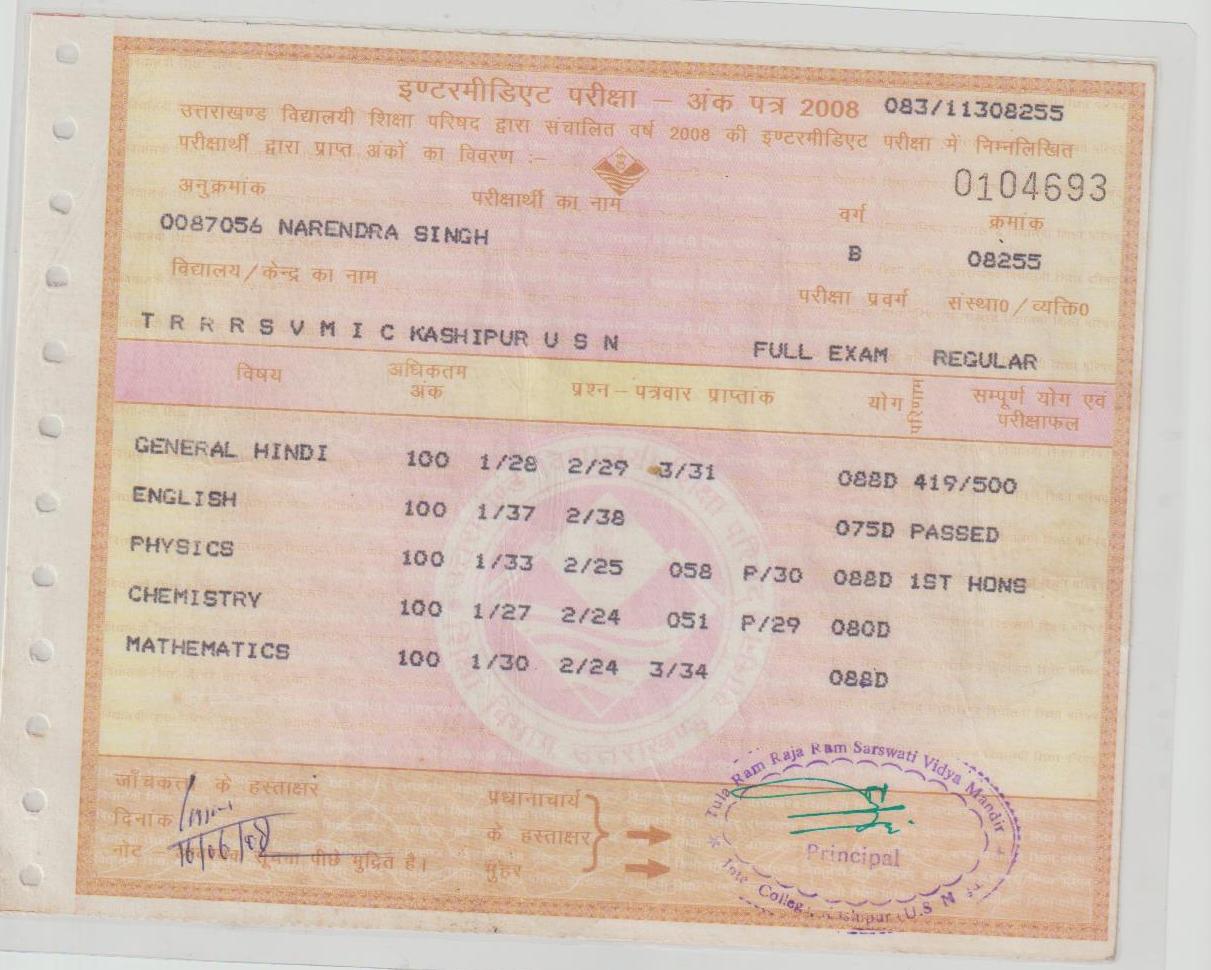 इण्टरमीडिएट परीक्षा – अंक पत्र 2008 083/11308255
उत्तराखण्ड विद्यालयी शिक्षा परिषद द्वारा संचालित वर्ष 2008 की इण्टरमीडिएट परीक्षा में निम्नलिखित
परीक्षार्थी द्वारा प्राप्त अंकों का विवरण :–
0104693
अनुक्रमांक परीक्षार्थी का नाम वर्ग क्रमांक
0087056 NARENDRA SINGH B 08255
विद्यालय/केन्द्र का नाम परीक्षा प्रवर्ग संस्था0/व्यक्ति0
T R R R S V M I C KASHIPUR U S N FULL EXAM REGULAR
विषय अधिकतम अंक प्रश्न–पत्रवार प्राप्तांक योग परिणाम सम्पूर्ण योग एवं परीक्षाफल
GENERAL HINDI 100 1/28 2/29 3/31 088D 419/500
ENGLISH 100 1/37 2/38 075D PASSED
PHYSICS 100 1/33 2/25 058 P/30 088D 1ST HONS
CHEMISTRY 100 1/27 2/24 051 P/29 080D
MATHEMATICS 100 1/30 2/24 3/34 088D
जाँचकर्ता के हस्ताक्षर
दिनांक 10/06/08
नोट सूचना पीछे मुद्रित है।
प्रधानाचार्य
के हस्ताक्षर
मुहर
Tula Ram Raja Ram Sarswati Vidya Mandir
Principal
Inte College Kashipur (U.S N